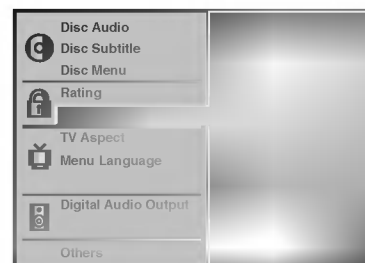 Disc Audio
Disc Subtitle
Disc Menu
Rating
TV Aspect
Menu Language
Digital Audio Output
Others